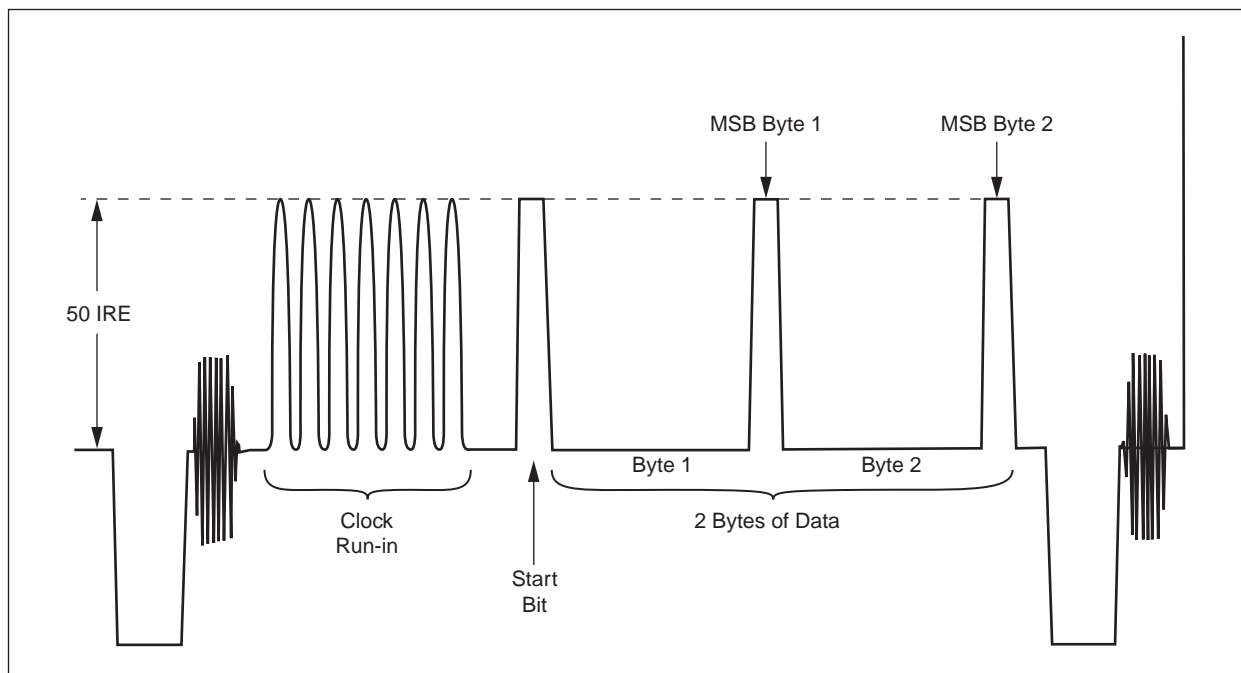 MSB Byte 1
MSB Byte 2
50 IRE
Byte 1
Byte 2
Clock
Run-in
2 Bytes of Data
Start
Bit